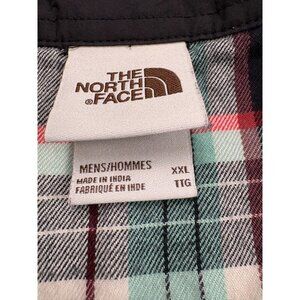 THE
NORTH
®FACE
MENS/HOMMES XXL
MADE IN INDIA TTG
FABRIQUÉ EN INDE